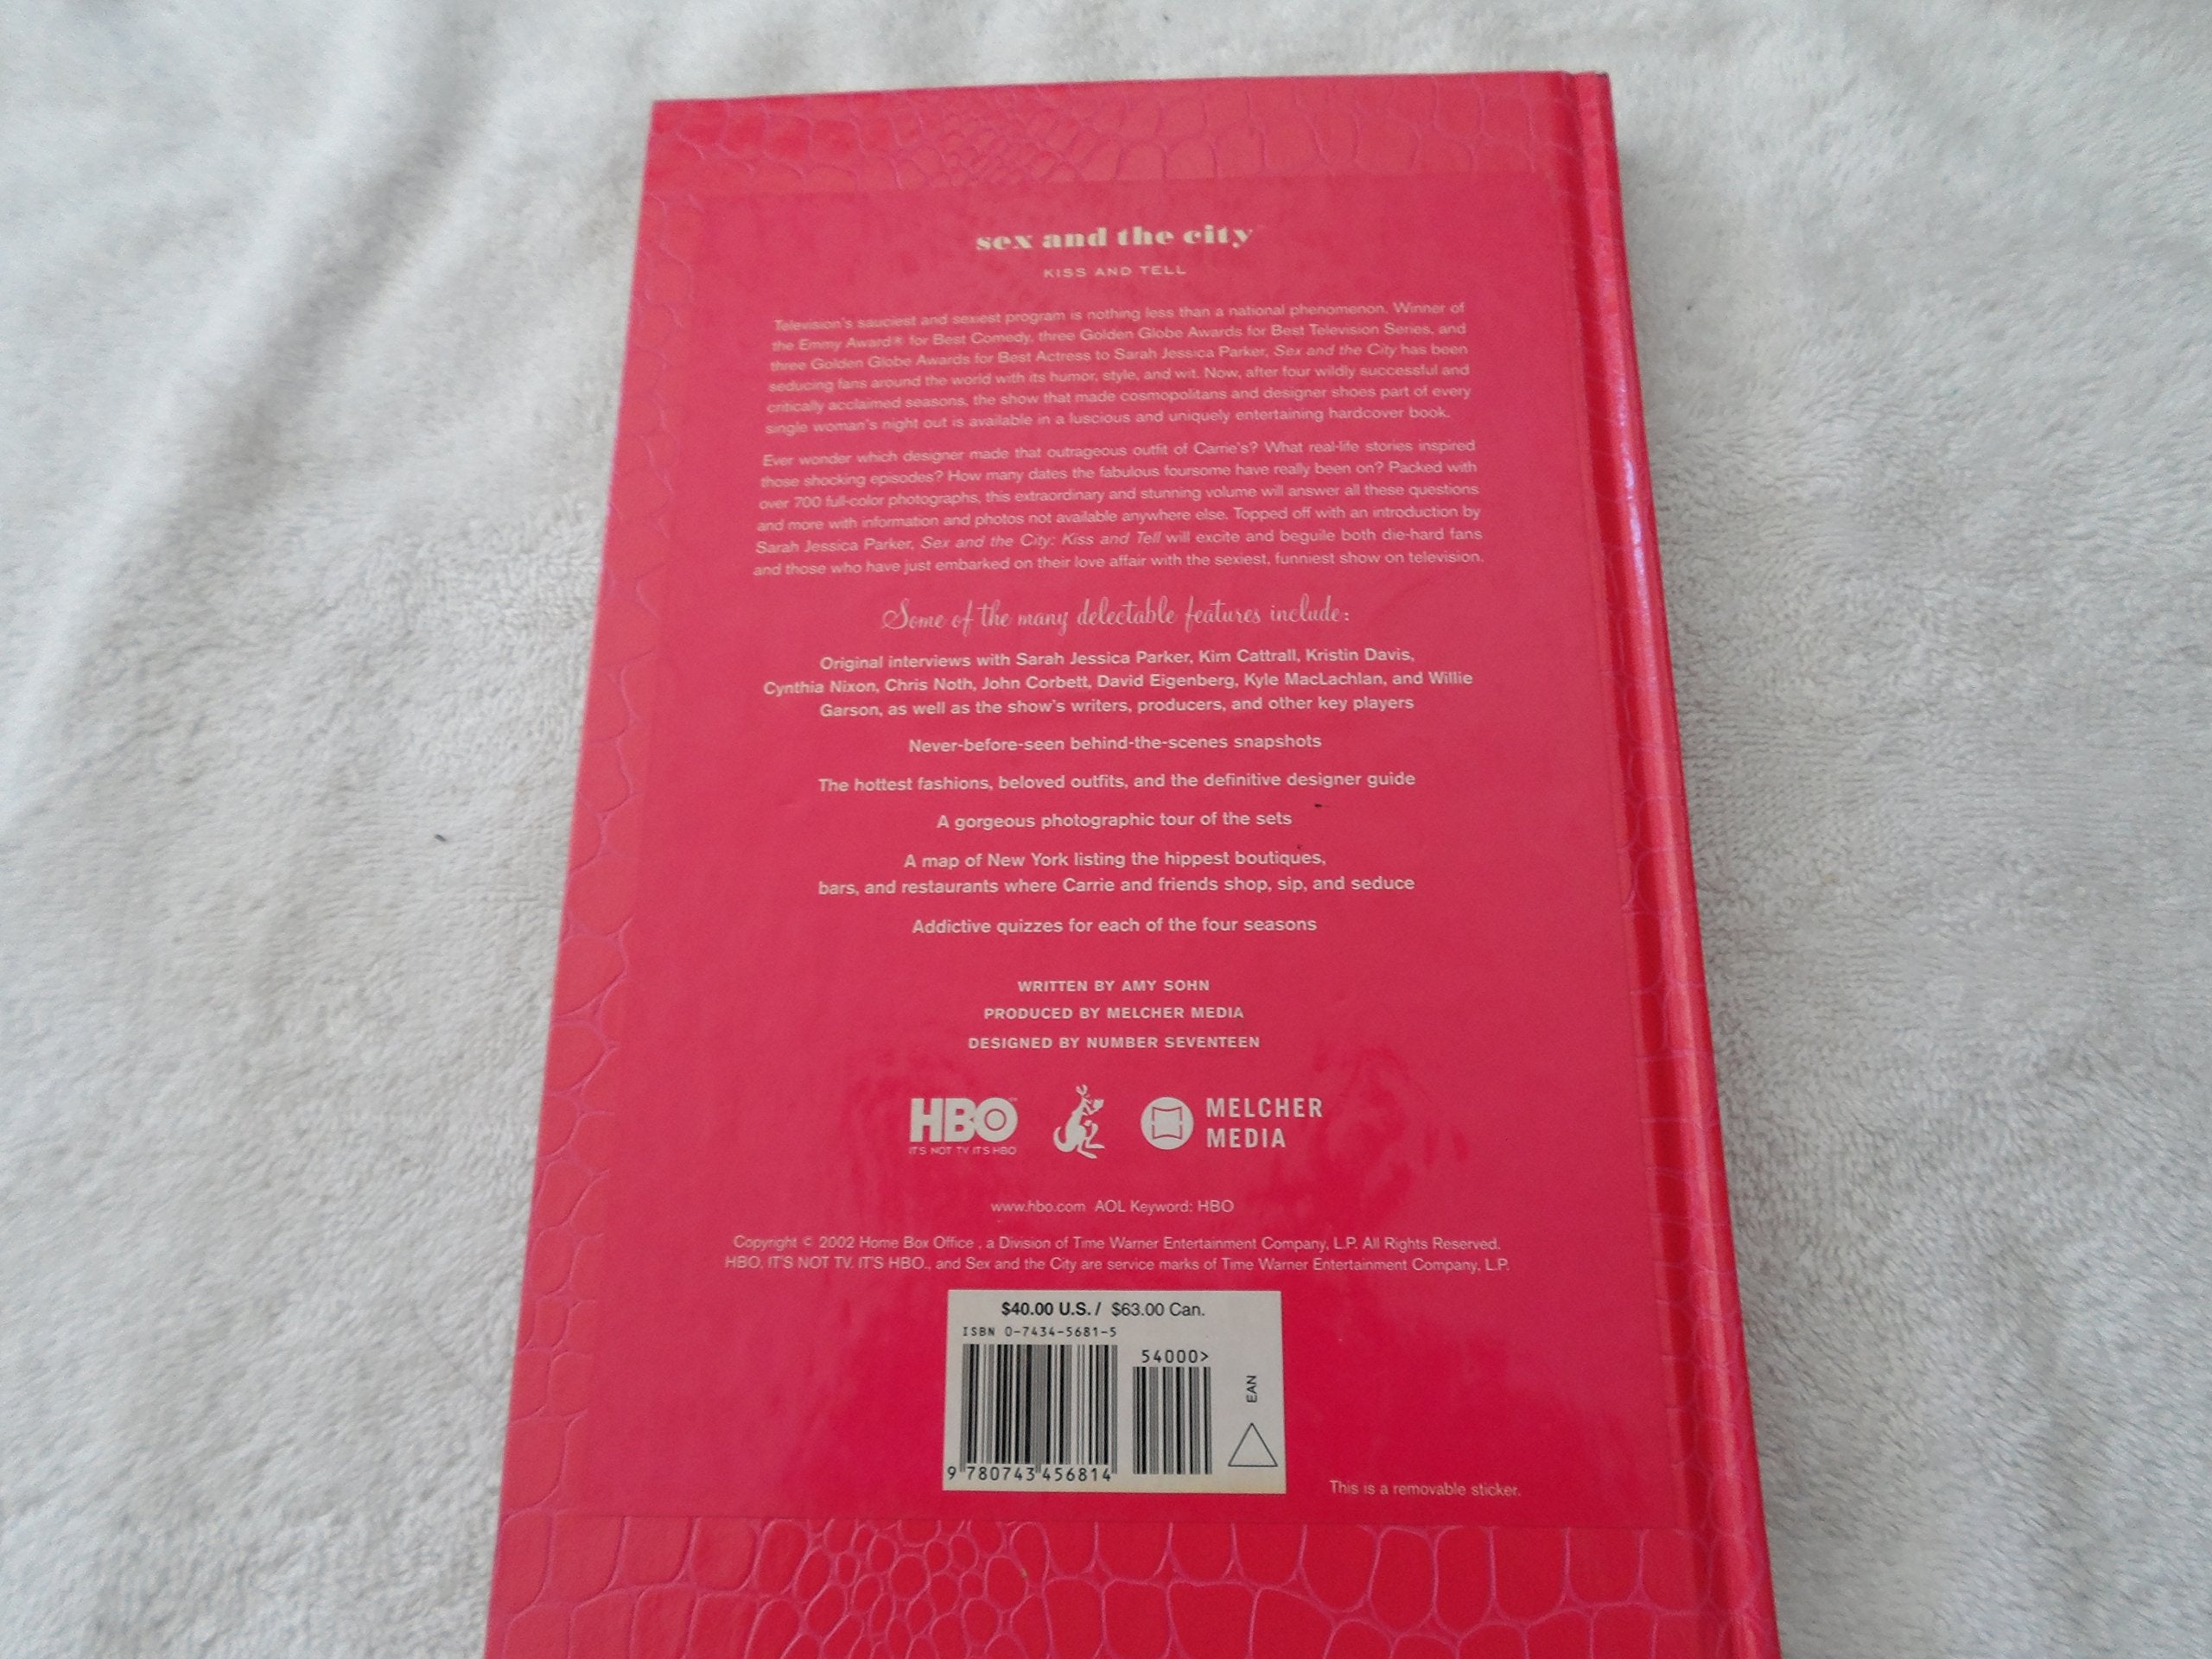 sex and the city
KISS AND TELL
Television's sauciest and sexiest program is nothing less than a national phenomenon. Winner of
the Emmy Award® for Best Comedy, three Golden Globe Awards for Best Television Series, and
three Golden Globe Awards for Best Actress to Sarah Jessica Parker, Sex and the City has been
seducing fans around the world with its humor, style, and wit. Now, after four wildly successful and
critically acclaimed seasons, the show that made cosmopolitans and designer shoes part of every
single woman's night out is available in a luscious and uniquely entertaining hardcover book.
Ever wonder which designer made that outrageous outfit of Carrie's? What real-life stories inspired
those shocking episodes? How many dates the fabulous foursome have really been on? Packed with
over 700 full-color photographs, this extraordinary and stunning volume will answer all these questions
and more with information and photos not available anywhere else. Topped off with an introduction by
Sarah Jessica Parker, Sex and the City: Kiss and Tell will excite and beguile both die-hard fans
and those who have just embarked on their love affair with the sexiest, funniest show on television.
Some of the many delectable features include:
Original interviews with Sarah Jessica Parker, Kim Cattrall, Kristin Davis,
Cynthia Nixon, Chris Noth, John Corbett, David Eigenberg, Kyle MacLachlan, and Willie
Garson, as well as the show's writers, producers, and other key players
Never-before-seen behind-the-scenes snapshots
The hottest fashions, beloved outfits, and the definitive designer guide
A gorgeous photographic tour of the sets
A map of New York listing the hippest boutiques,
bars, and restaurants where Carrie and friends shop, sip, and seduce
Addictive quizzes for each of the four seasons
WRITTEN BY AMY SOHN
PRODUCED BY MELCHER MEDIA
DESIGNED BY NUMBER SEVENTEEN
HBO
IT'S NOT TV IT'S HBO
MELCHER
MEDIA
www.hbo.com AOL Keyword: HBO
Copyright © 2002 Home Box Office , a Division of Time Warner Entertainment Company, L.P. All Rights Reserved.
HBO, IT'S NOT TV. IT'S HBO., and Sex and the City are service marks of Time Warner Entertainment Company, L.P.
$40.00 U.S. / $63.00 Can.
ISBN 0-7434-5681-5
54000>
EAN
9 780743 456814
This is a removable sticker.